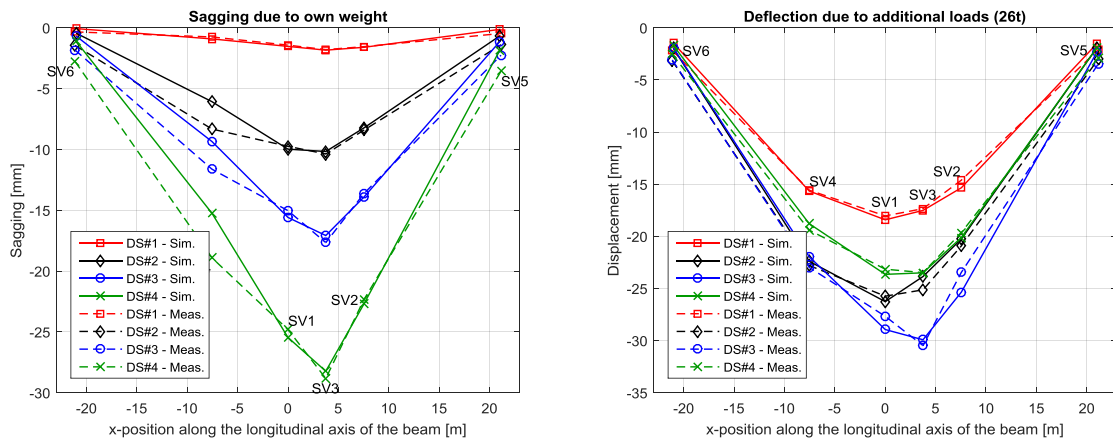 Sagging due to own weight
0
-5
-10
-15
-20
-25
-30
Sagging [mm]
SV6
SV5
SV1
SV2
SV3
DS#1 - Sim.
DS#2 - Sim.
DS#3 - Sim.
DS#4 - Sim.
DS#1 - Meas.
DS#2 - Meas.
DS#3 - Meas.
DS#4 - Meas.
-20 -15 -10 -5 0 5 10 15 20
x-position along the longitudinal axis of the beam [m]
Deflection due to additional loads (26t)
0
-5
-10
-15
-20
-25
-30
-35
Displacement [mm]
SV6
SV5
SV4
SV1
SV3
SV2
DS#1 - Sim.
DS#2 - Sim.
DS#3 - Sim.
DS#4 - Sim.
DS#1 - Meas.
DS#2 - Meas.
DS#3 - Meas.
DS#4 - Meas.
-20 -15 -10 -5 0 5 10 15 20
x-position along the longitudinal axis of the beam [m]